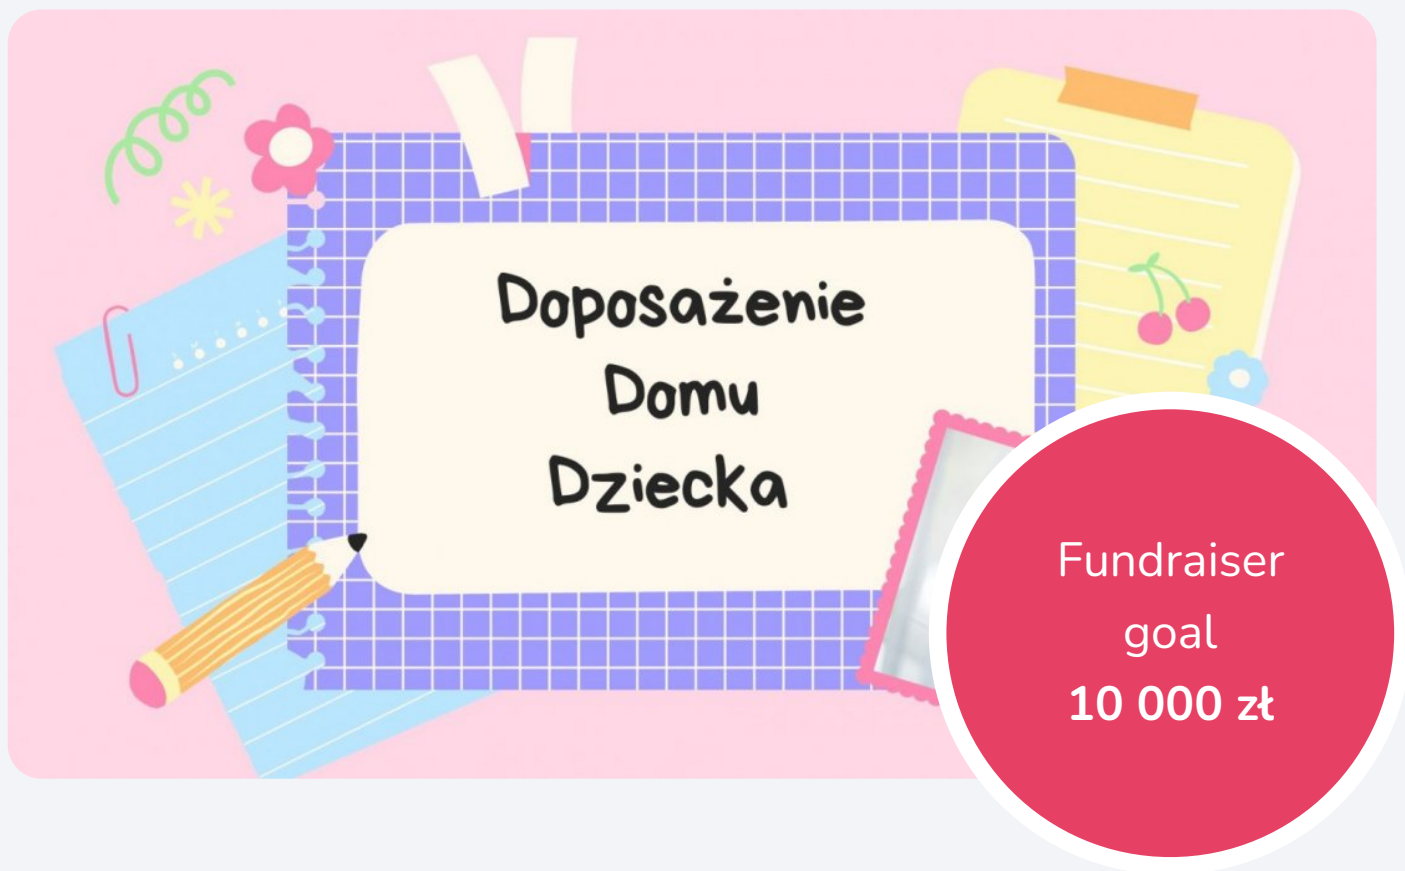 Doposażenie
Domu
Dziecka
Fundraiser
goal
10 000 zł